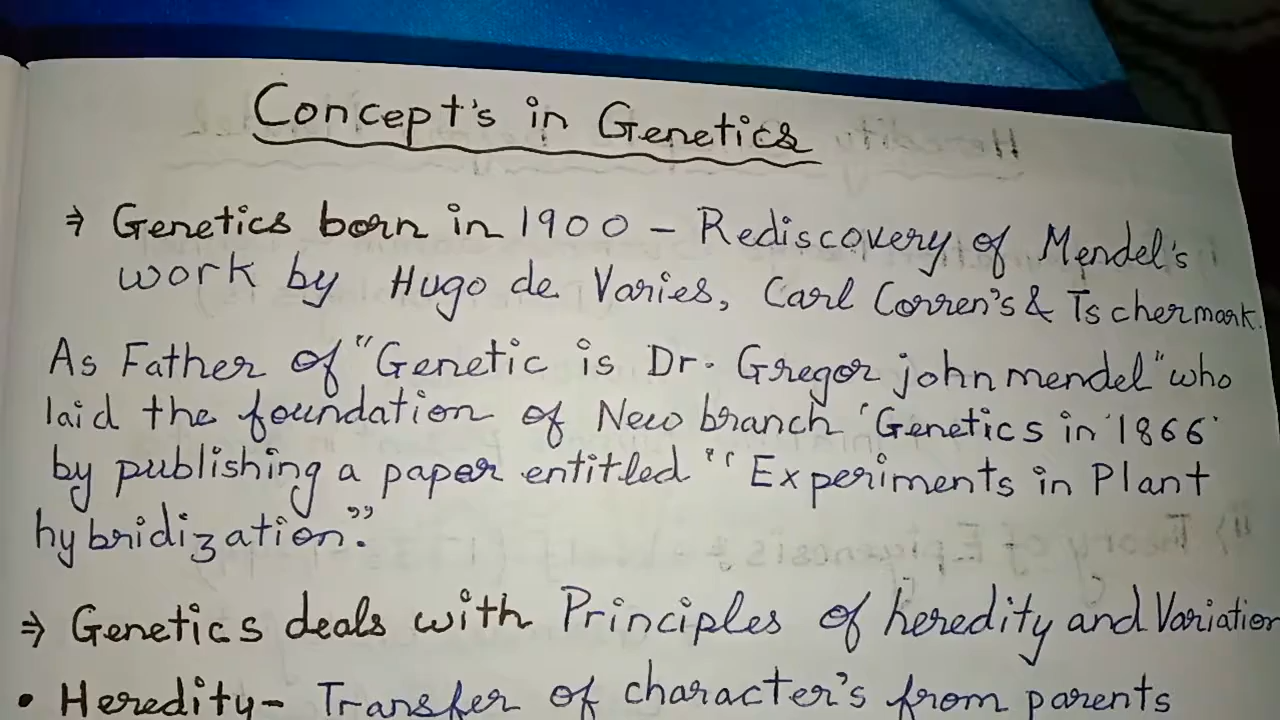 Concept's in Genetics
⇒ Genetics born in 1900 - Rediscovery of Mendel's
work by Hugo de Varies, Carl Corren's & Tschermark.
As Father of "Genetic is Dr. Gregor john mendel" who
laid the foundation of New branch 'Genetics in '1866'
by publishing a paper entitled "Experiments in Plant
hybridization."
⇒ Genetics deals with Principles of heredity and Variation
• Heredity- Transfer of character's from parents